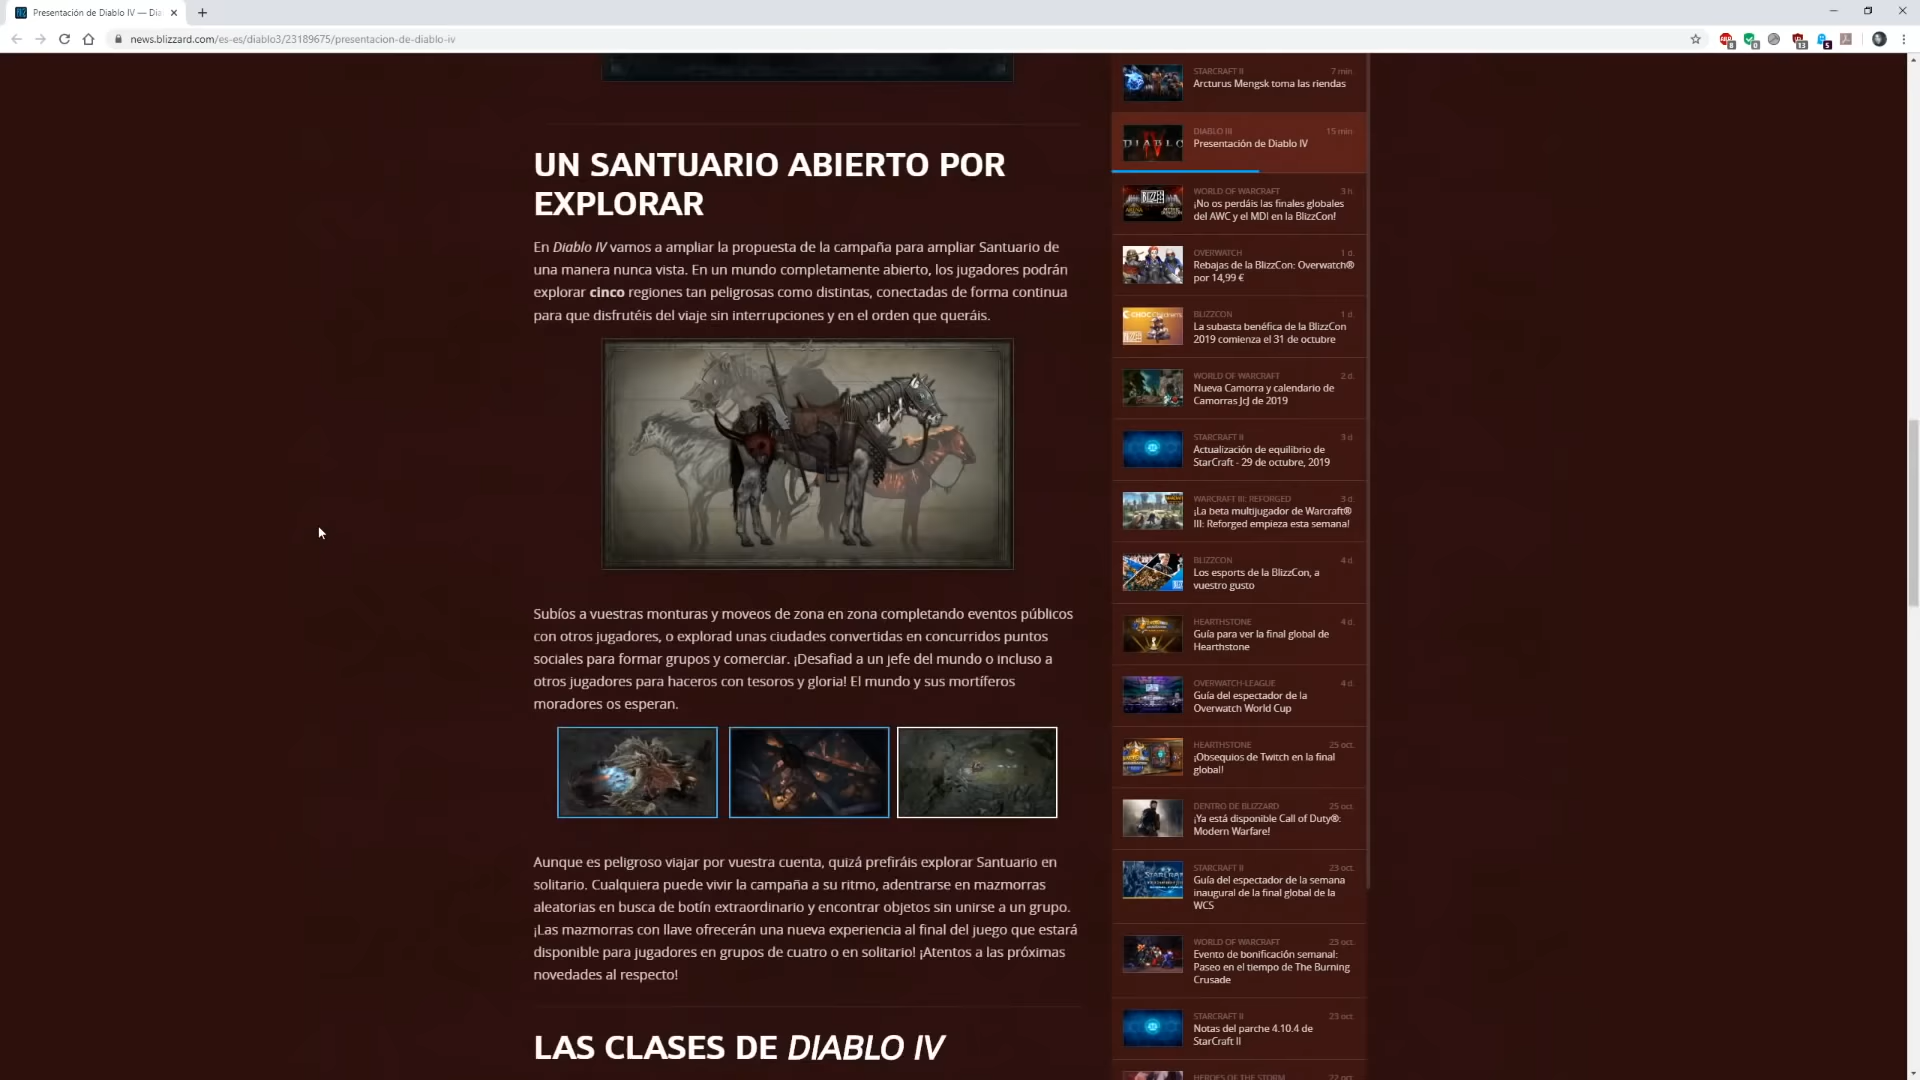 Presentación de Diablo IV — Dia
news.blizzard.com/es-es/diablo3/23189675/presentacion-de-diablo-iv
UN SANTUARIO ABIERTO POR
EXPLORAR
En Diablo IV vamos a ampliar la propuesta de la campaña para ampliar Santuario de
una manera nunca vista. En un mundo completamente abierto, los jugadores podrán
explorar cinco regiones tan peligrosas como distintas, conectadas de forma continua
para que disfrutéis del viaje sin interrupciones y en el orden que queráis.
Subíos a vuestras monturas y moveos de zona en zona completando eventos públicos
con otros jugadores, o explorad unas ciudades convertidas en concurridos puntos
sociales para formar grupos y comerciar. ¡Desafiad a un jefe del mundo o incluso a
otros jugadores para haceros con tesoros y gloria! El mundo y sus mortíferos
moradores os esperan.
Aunque es peligroso viajar por vuestra cuenta, quizá prefiráis explorar Santuario en
solitario. Cualquiera puede vivir la campaña a su ritmo, adentrarse en mazmorras
aleatorias en busca de botín extraordinario y encontrar objetos sin unirse a un grupo.
¡Las mazmorras con llave ofrecerán una nueva experiencia al final del juego que estará
disponible para jugadores en grupos de cuatro o en solitario! ¡Atentos a las próximas
novedades al respecto!
LAS CLASES DE DIABLO IV
STARCRAFT II 7 min
Arcturus Mengsk toma las riendas
DIABLO III 15 min
Presentación de Diablo IV
WORLD OF WARCRAFT 3 h
¡No os perdáis las finales globales
del AWC y el MDI en la BlizzCon!
OVERWATCH 1 d.
Rebajas de la BlizzCon: Overwatch®
por 14,99 €
BLIZZCON 1 d.
La subasta benéfica de la BlizzCon
2019 comienza el 31 de octubre
WORLD OF WARCRAFT 2 d.
Nueva Camorra y calendario de
Camorras JcJ de 2019
STARCRAFT II 3 d.
Actualización de equilibrio de
StarCraft - 29 de octubre, 2019
WARCRAFT III: REFORGED 3 d.
¡La beta multijugador de Warcraft®
III: Reforged empieza esta semana!
BLIZZCON 4 d.
Los esports de la BlizzCon, a
vuestro gusto
HEARTHSTONE 4 d.
Guía para ver la final global de
Hearthstone
OVERWATCH-LEAGUE 4 d.
Guía del espectador de la
Overwatch World Cup
HEARTHSTONE 25 oct.
¡Obsequios de Twitch en la final
global!
DENTRO DE BLIZZARD 25 oct.
¡Ya está disponible Call of Duty®:
Modern Warfare!
STARCRAFT II 23 oct.
Guía del espectador de la semana
inaugural de la final global de la
WCS
WORLD OF WARCRAFT 23 oct.
Evento de bonificación semanal:
Paseo en el tiempo de The Burning
Crusade
STARCRAFT II 23 oct.
Notas del parche 4.10.4 de
StarCraft II
HEROES OF THE STORM 22 oct.